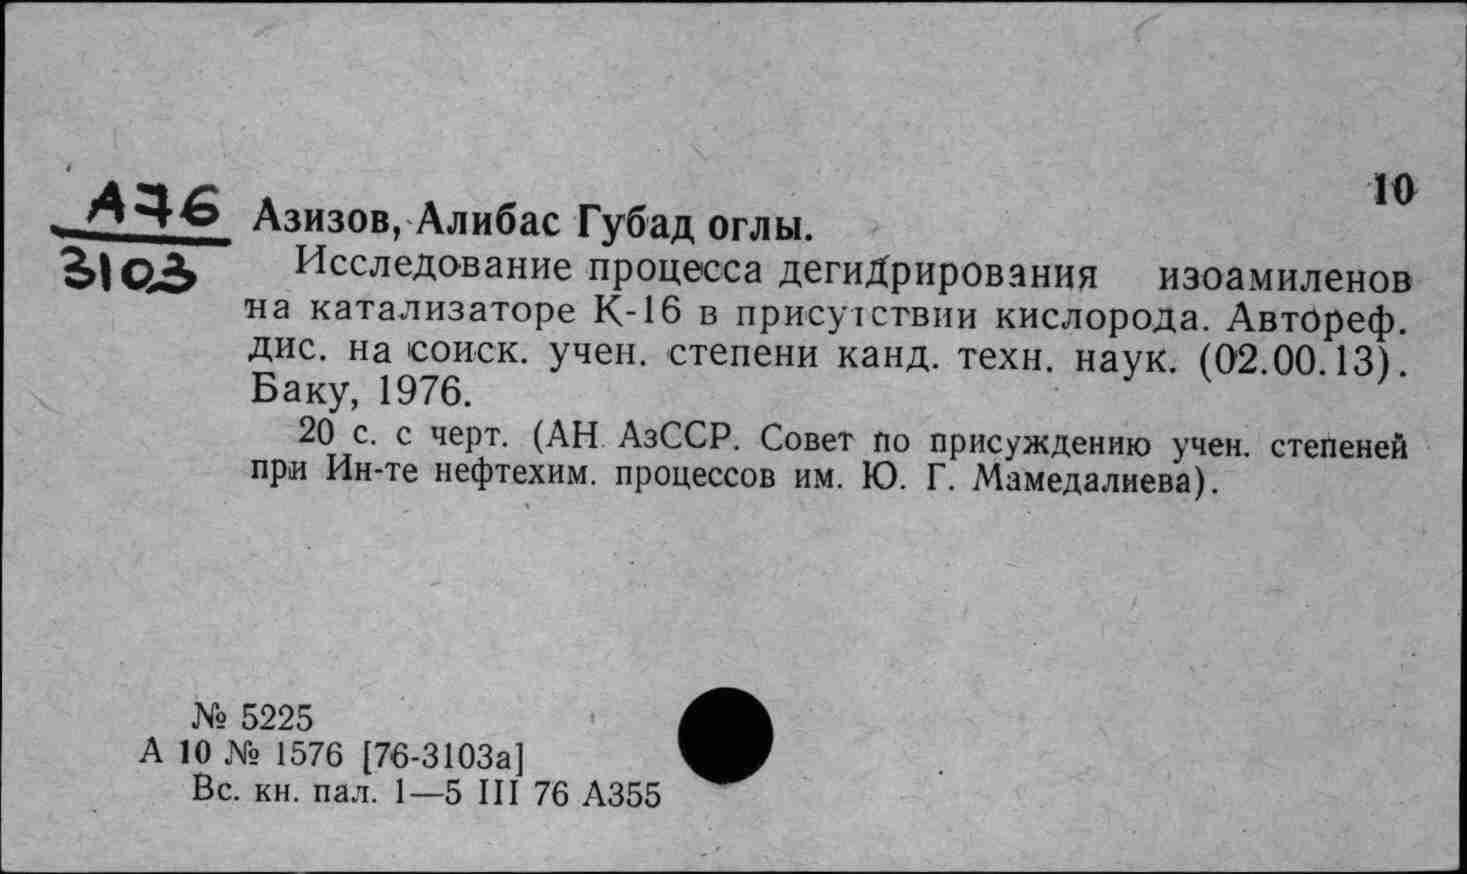 10
А76
3103
Азизов, Алибас Губад оглы.
Исследование процесса дегидрирования изоамиленов
на катализаторе К-16 в присутствии кислорода. Автореф.
дис. на соиск. учен. степени канд. техн. наук. (02.00.13).
Баку, 1976.
20 с. с черт. (АН АзССР. Совет по присуждению учен. степеней
при Ин-те нефтехим. процессов им. Ю. Г. Мамедалиева).
№ 5225
А 10 № 1576 [76-3103а]
Вс. кн. пал. 1—5 III 76 А355